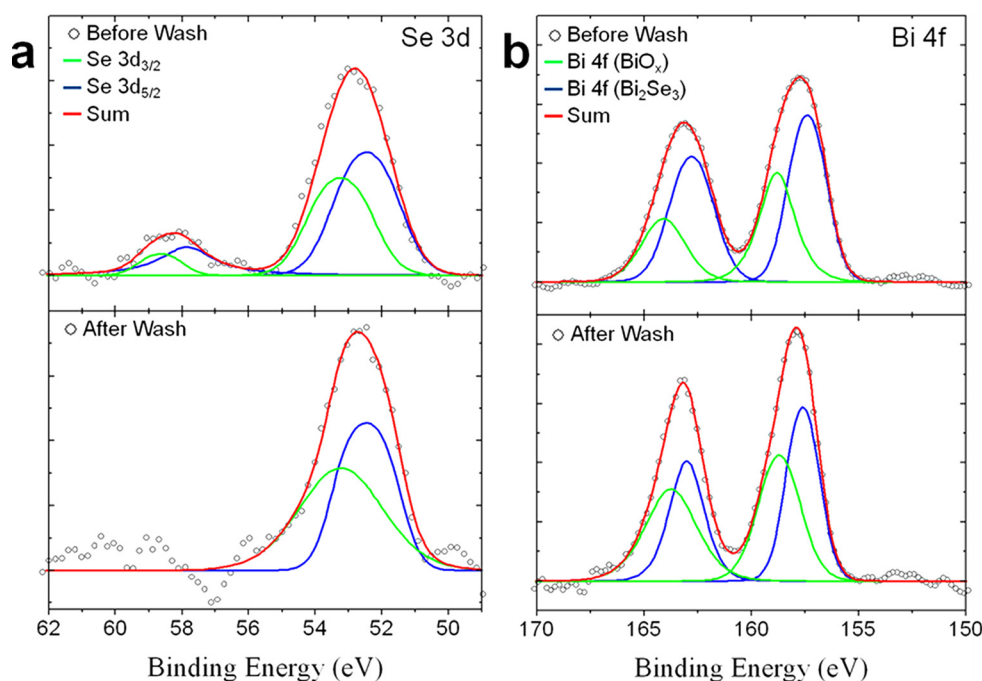 a
Se 3d
Before Wash
Se 3d3/2
Se 3d5/2
Sum
After Wash
62 60 58 56 54 52 50
Binding Energy (eV)
b
Bi 4f
Before Wash
Bi 4f (BiOx)
Bi 4f (Bi2Se3)
Sum
After Wash
170 165 160 155 150
Binding Energy (eV)